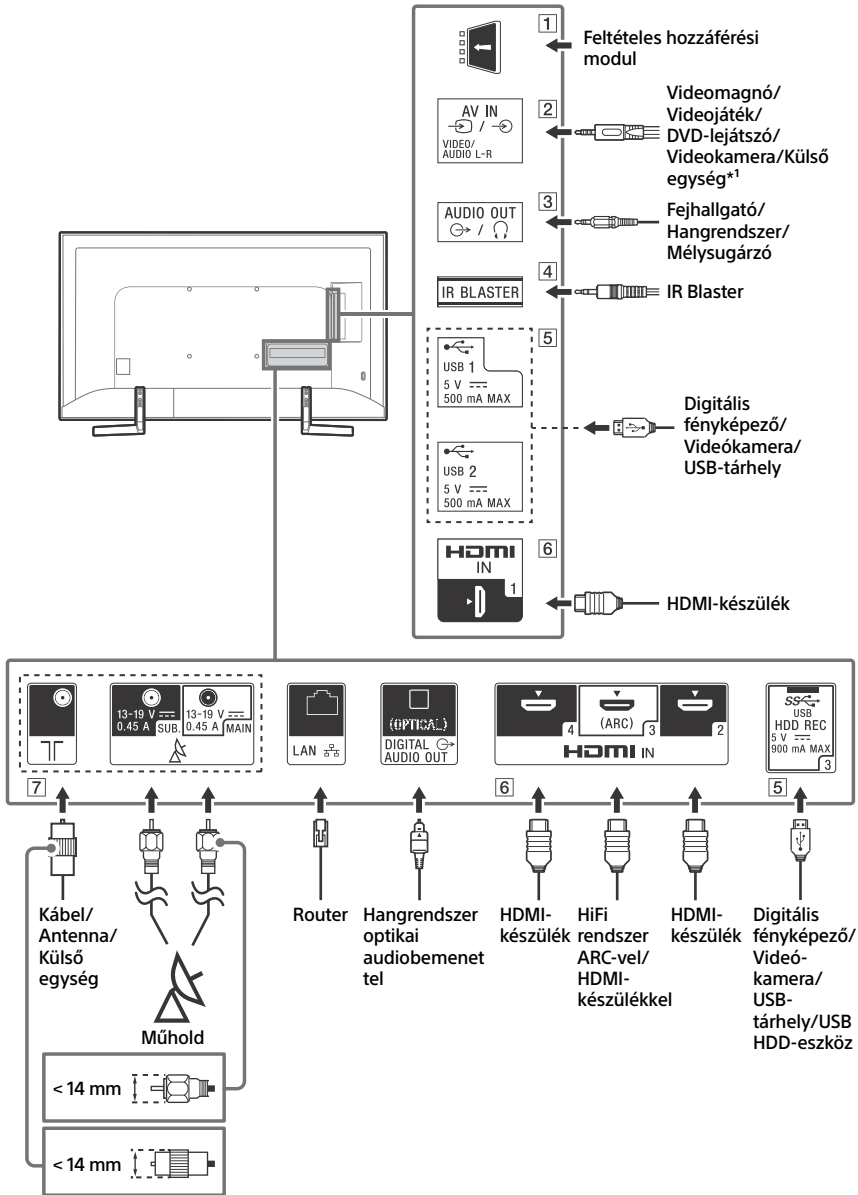 1
Feltételes hozzáférési
modul
AV IN
/
VIDEO/
AUDIO L-R
2
Videomagnó/
Videojáték/
DVD-lejátszó/
Videokamera/Külső
egység*1
AUDIO OUT
/
3
Fejhallgató/
Hangrendszer/
Mélysugárzó
IR BLASTER
4
IR Blaster
5
USB 1
5 V
500 mA MAX
USB 2
5 V
500 mA MAX
Digitális
fényképező/
Videókamera/
USB-tárhely
HDMI
IN
1
6
HDMI-készülék
13-19 V
0.45 A SUB.
13-19 V
0.45 A MAIN
LAN
(OPTICAL)
DIGITAL
AUDIO OUT
4
(ARC) 3
2
HDMI IN
SS
USB
HDD REC
5 V
900 mA MAX
3
7
6
5
Kábel/
Antenna/
Külső
egység
Műhold
Router
Hangrendszer
optikai
audiobemenet
tel
HDMI-
készülék
HiFi
rendszer
ARC-vel/
HDMI-
készülékkel
HDMI-
készülék
Digitális
fényképező/
Videó-
kamera/
USB-
tárhely/USB
HDD-eszköz
< 14 mm
< 14 mm